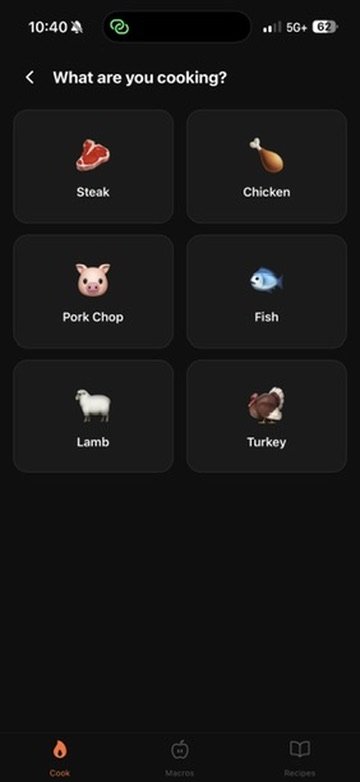 10:40 5G+ 62
What are you cooking?
Steak Chicken
Pork Chop Fish
Lamb Turkey
Cook Macros Recipes